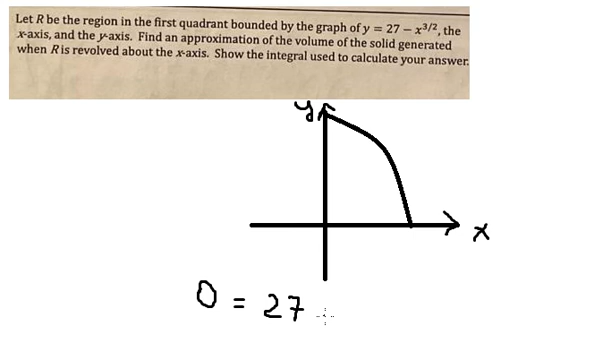 Let R be the region in the first quadrant bounded by the graph of y = 27 − x^{3/2}, the
x-axis, and the y-axis. Find an approximation of the volume of the solid generated
when R is revolved about the x-axis. Show the integral used to calculate your answer.
y
x
0 = 27